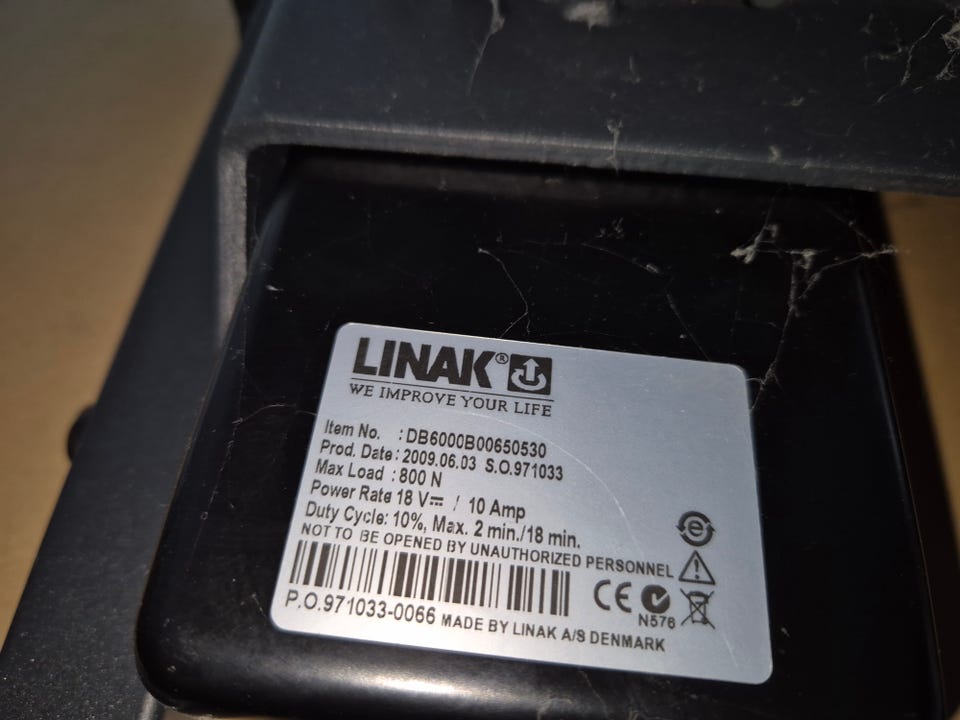 LINAK®
WE IMPROVE YOUR LIFE
Item No. : DB6000B00650530
Prod. Date : 2009.06.03 S.O.971033
Max Load : 800 N
Power Rate 18 V⎓ / 10 Amp
Duty Cycle: 10%, Max. 2 min./18 min.
NOT TO BE OPENED BY UNAUTHORIZED PERSONNEL
e
CE
N576
P.O.971033-0066 MADE BY LINAK A/S DENMARK